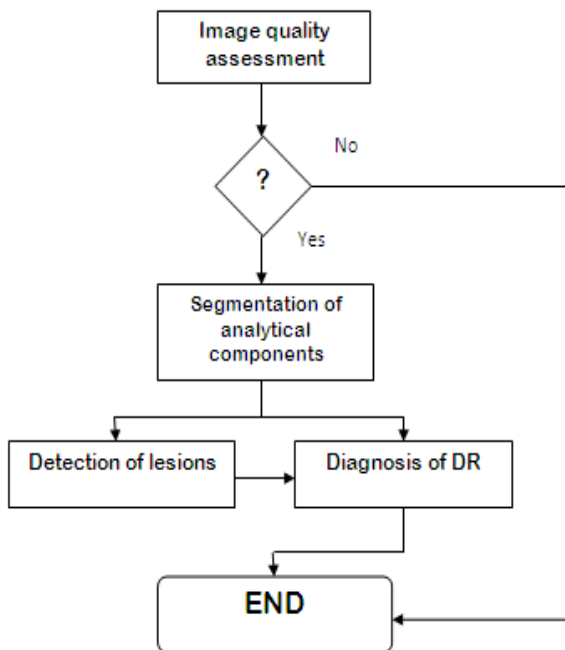 Image quality
assessment
No
?
Yes
Segmentation of
analytical
components
Detection of lesions
Diagnosis of DR
END